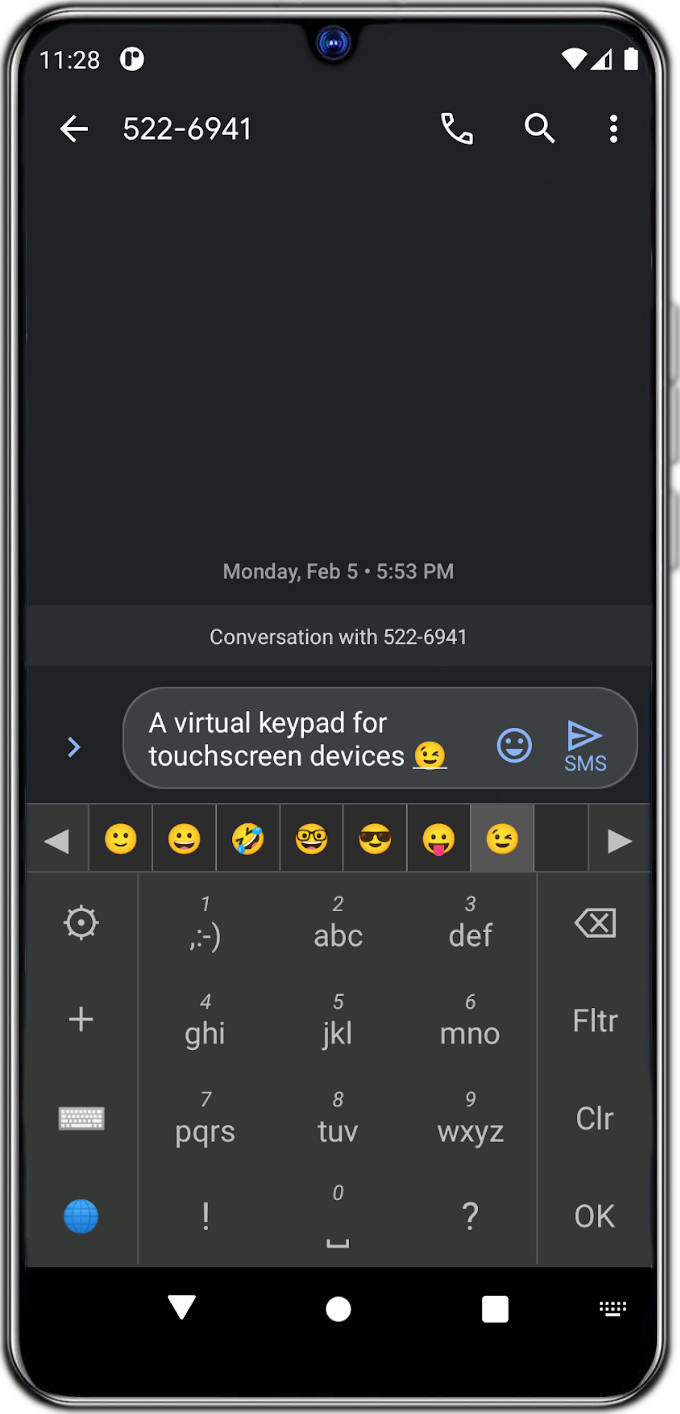 11:28
522-6941
Monday, Feb 5 • 5:53 PM
Conversation with 522-6941
A virtual keypad for
touchscreen devices 😉
SMS
1 2 3
,:-) abc def
4 5 6
ghi jkl mno Fltr
7 8 9
pqrs tuv wxyz Clr
0
! ? OK